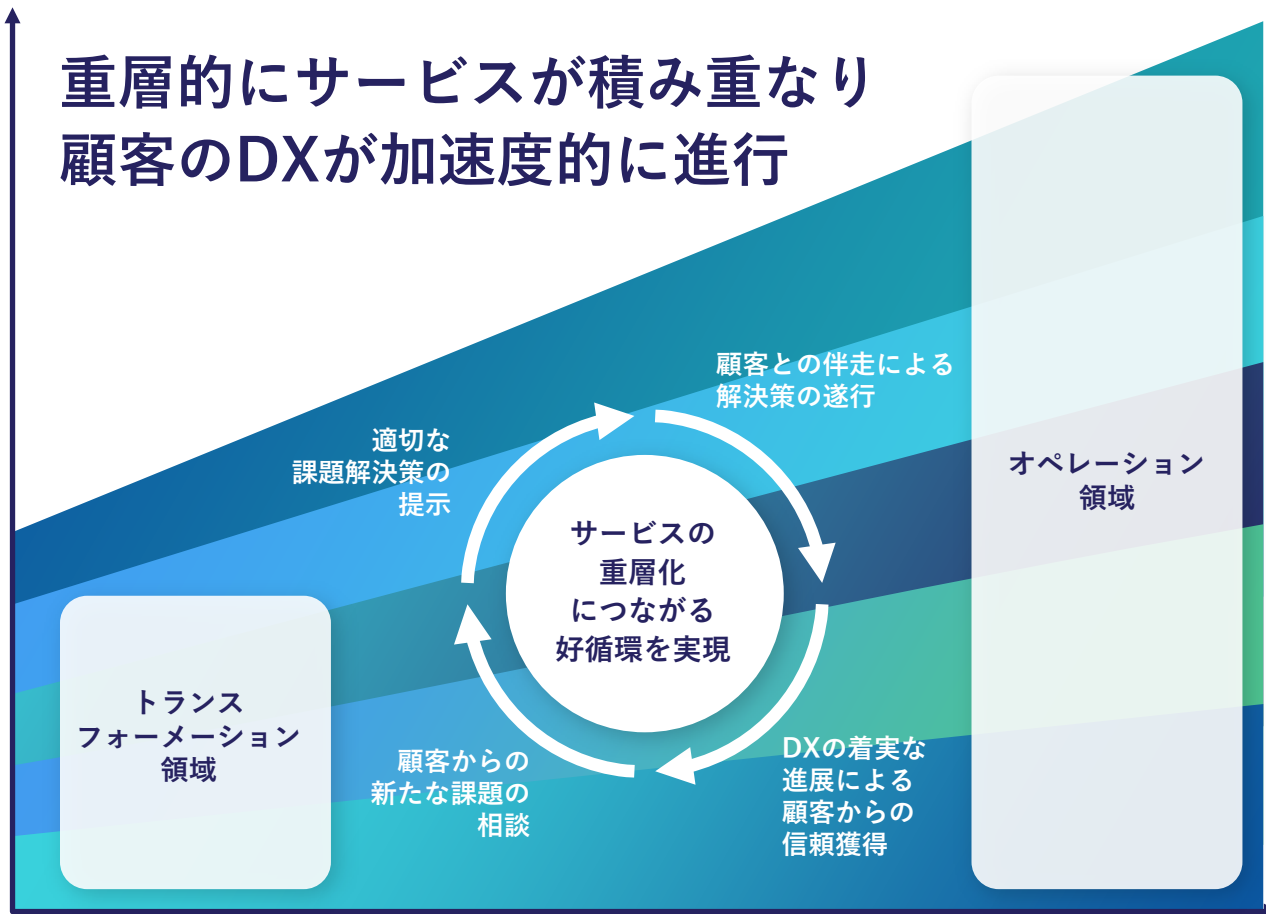 重層的にサービスが積み重なり
顧客のDXが加速度的に進行
顧客との伴走による
解決策の遂行
適切な
課題解決策の
提示
オペレーション
領域
サービスの
重層化
につながる
好循環を実現
トランス
フォーメーション
領域
顧客からの
新たな課題の
相談
DXの着実な
進展による
顧客からの
信頼獲得